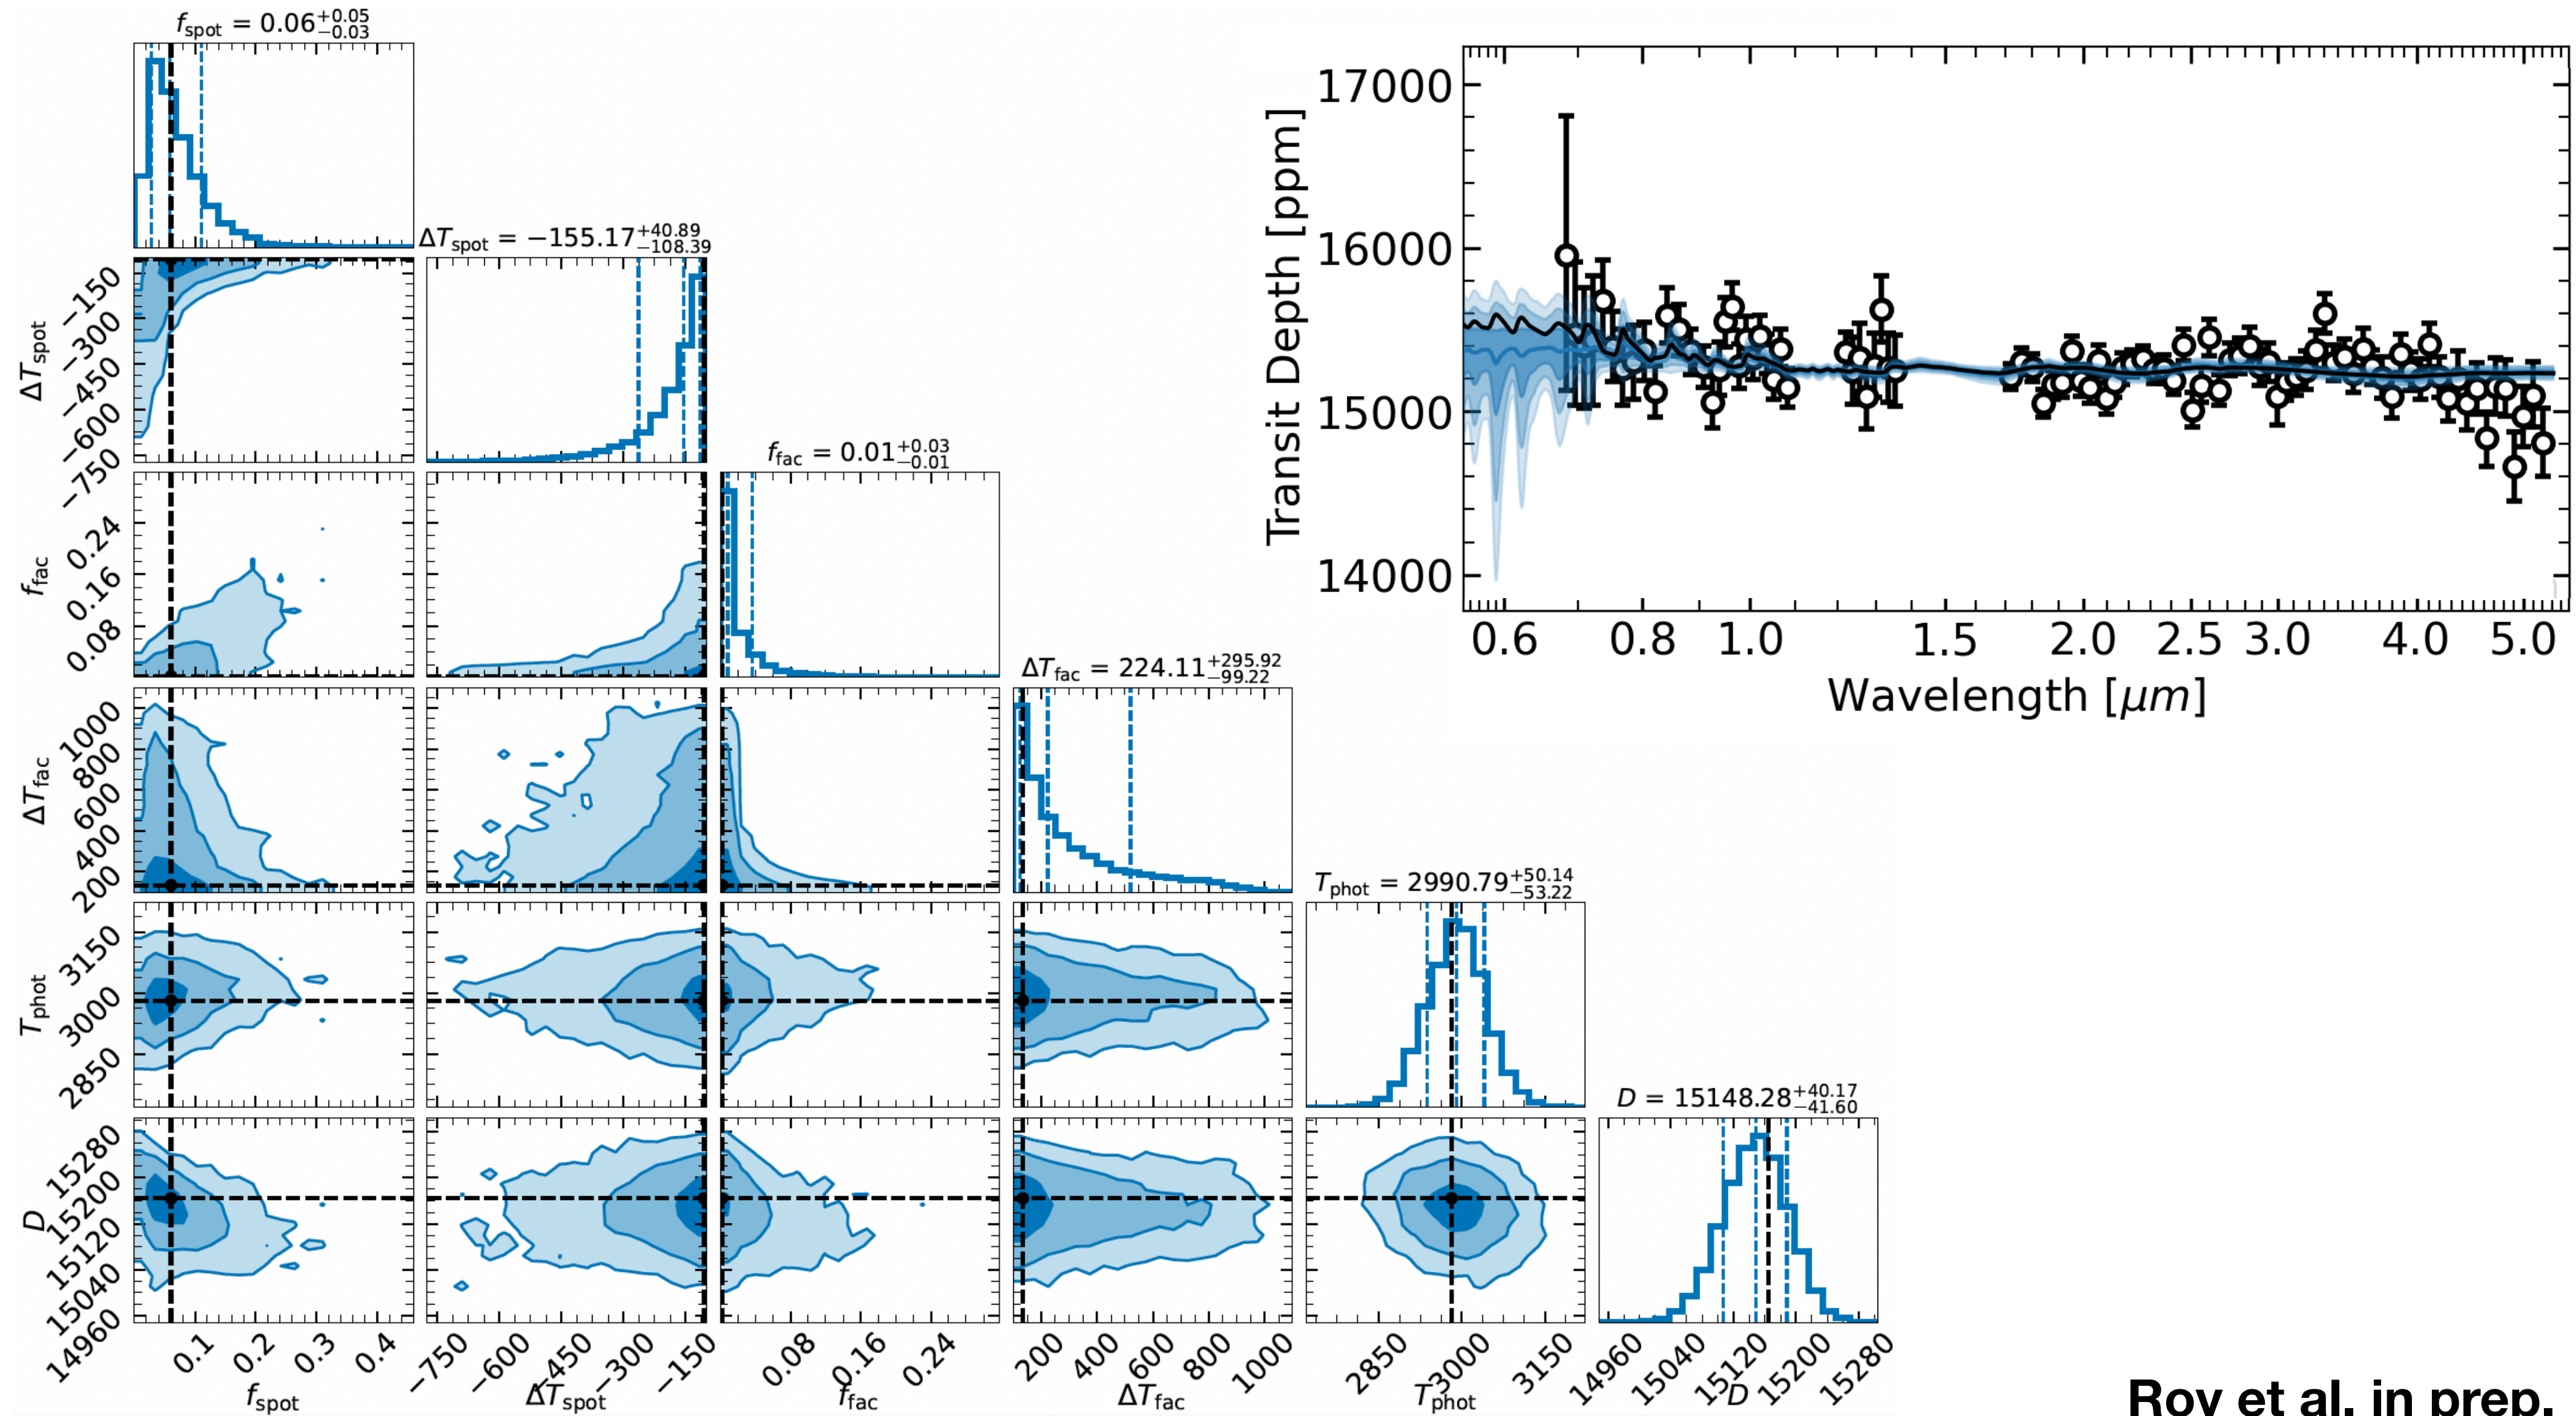 f_spot = 0.06 +0.05 −0.03
17000
16000
15000
14000
Transit Depth [ppm]
0.6 0.8 1.0 1.5 2.0 2.5 3.0 4.0 5.0
Wavelength [μm]
ΔT_spot = −155.17 +40.89 −108.39
−150
−300
−450
−600
−750
ΔT_spot
f_fac = 0.01 +0.03 −0.01
0.24
0.16
0.08
f_fac
ΔT_fac = 224.11 +295.92 −99.22
1000
800
600
400
200
ΔT_fac
T_phot = 2990.79 +50.14 −53.22
3150
3000
2850
T_phot
D = 15148.28 +40.17 −41.60
15280
15200
15120
15040
14960
D
0.1 0.2 0.3 0.4
f_spot
−750 −600 −450 −300 −150
ΔT_spot
0.08 0.16 0.24
f_fac
200 400 600 800 1000
ΔT_fac
2850 3000 3150
T_phot
14960 15040 15120 15200 15280
D
Roy et al. in prep.